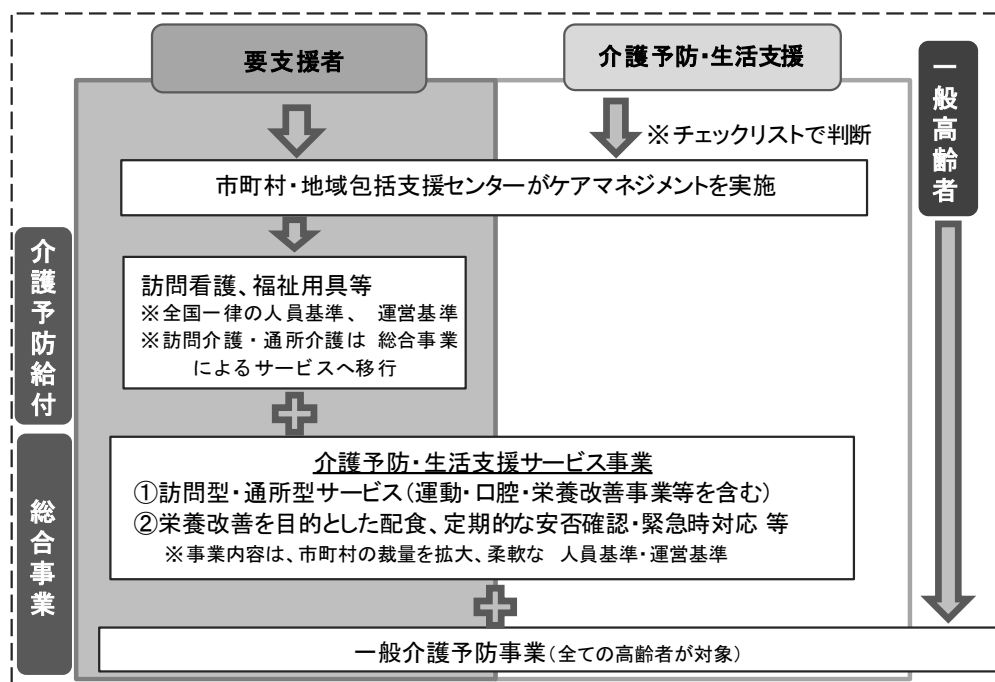 要支援者
介護予防・生活支援
一般高齢者
※チェックリストで判断
市町村・地域包括支援センターがケアマネジメントを実施
介護予防給付
訪問看護、福祉用具等
※全国一律の人員基準、 運営基準
※訪問介護・通所介護は 総合事業
によるサービスへ移行
総合事業
介護予防・生活支援サービス事業
①訪問型・通所型サービス(運動・口腔・栄養改善事業等を含む)
②栄養改善を目的とした配食、定期的な安否確認・緊急時対応 等
※事業内容は、市町村の裁量を拡大、柔軟な 人員基準・運営基準
一般介護予防事業(全ての高齢者が対象)